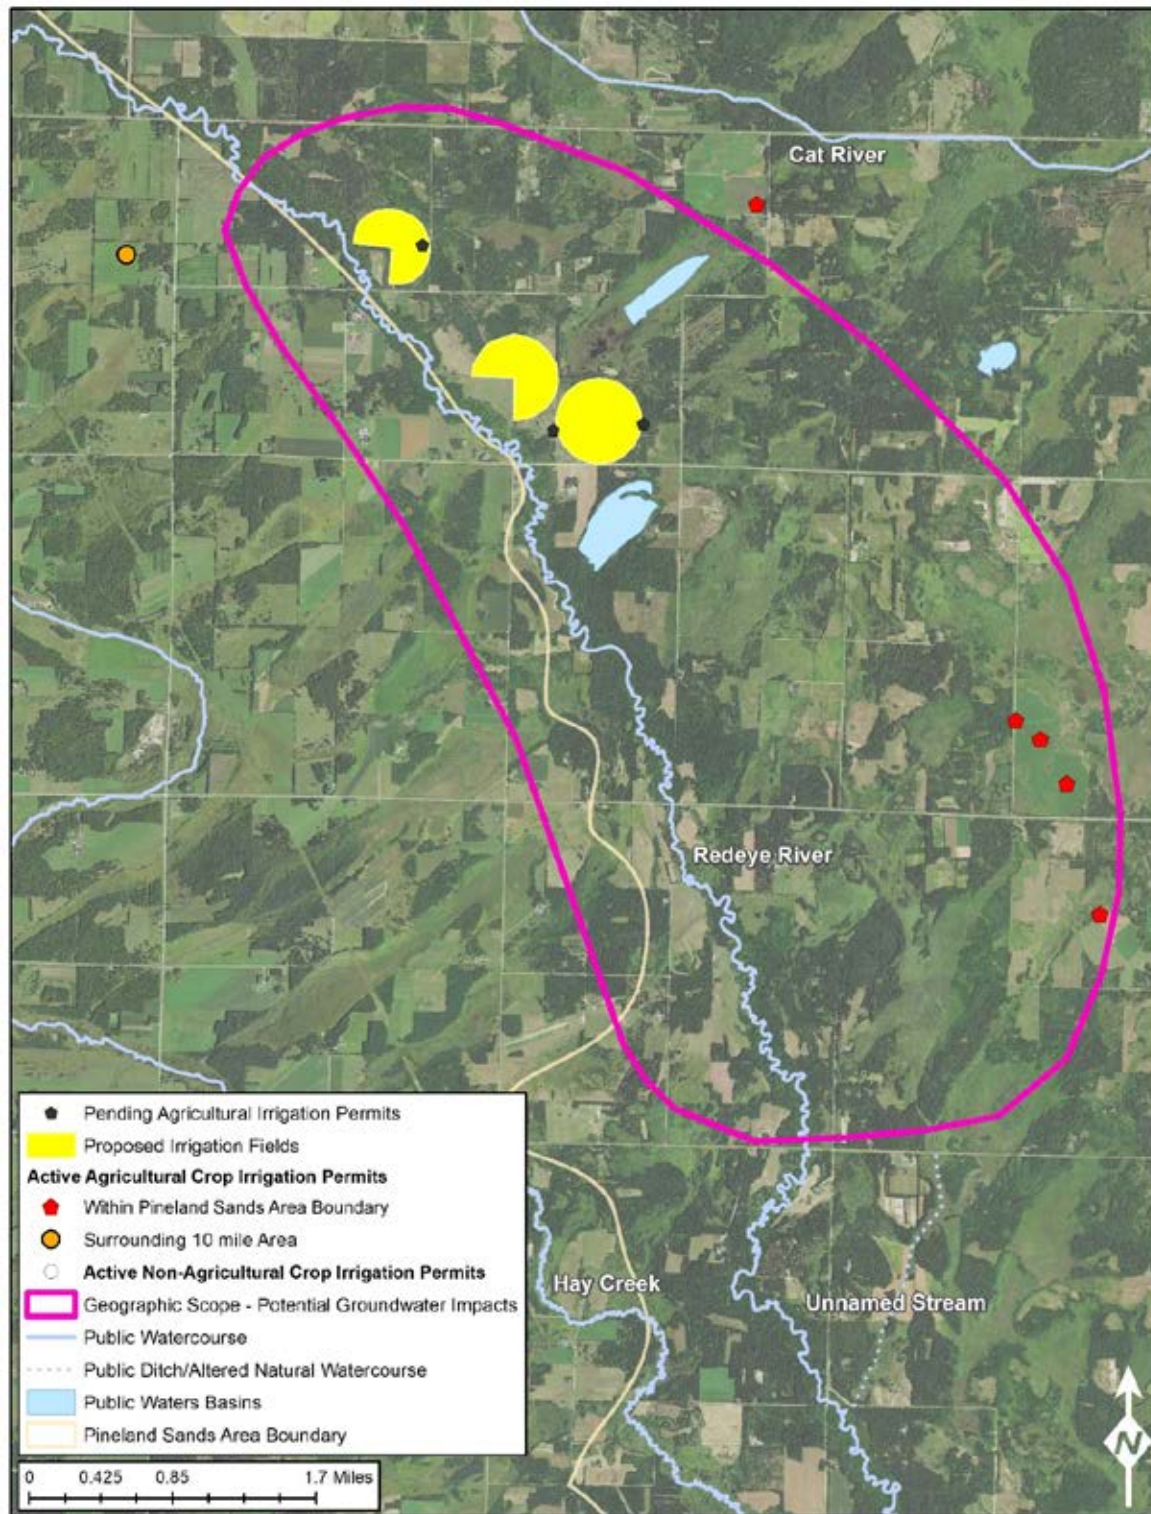 Cat River
Redeye River
Hay Creek
Unnamed Stream
Pending Agricultural Irrigation Permits
Proposed Irrigation Fields
Active Agricultural Crop Irrigation Permits
Within Pineland Sands Area Boundary
Surrounding 10 mile Area
Active Non-Agricultural Crop Irrigation Permits
Geographic Scope - Potential Groundwater Impacts
Public Watercourse
Public Ditch/Altered Natural Watercourse
Public Waters Basins
Pineland Sands Area Boundary
0 0.425 0.85 1.7 Miles
N